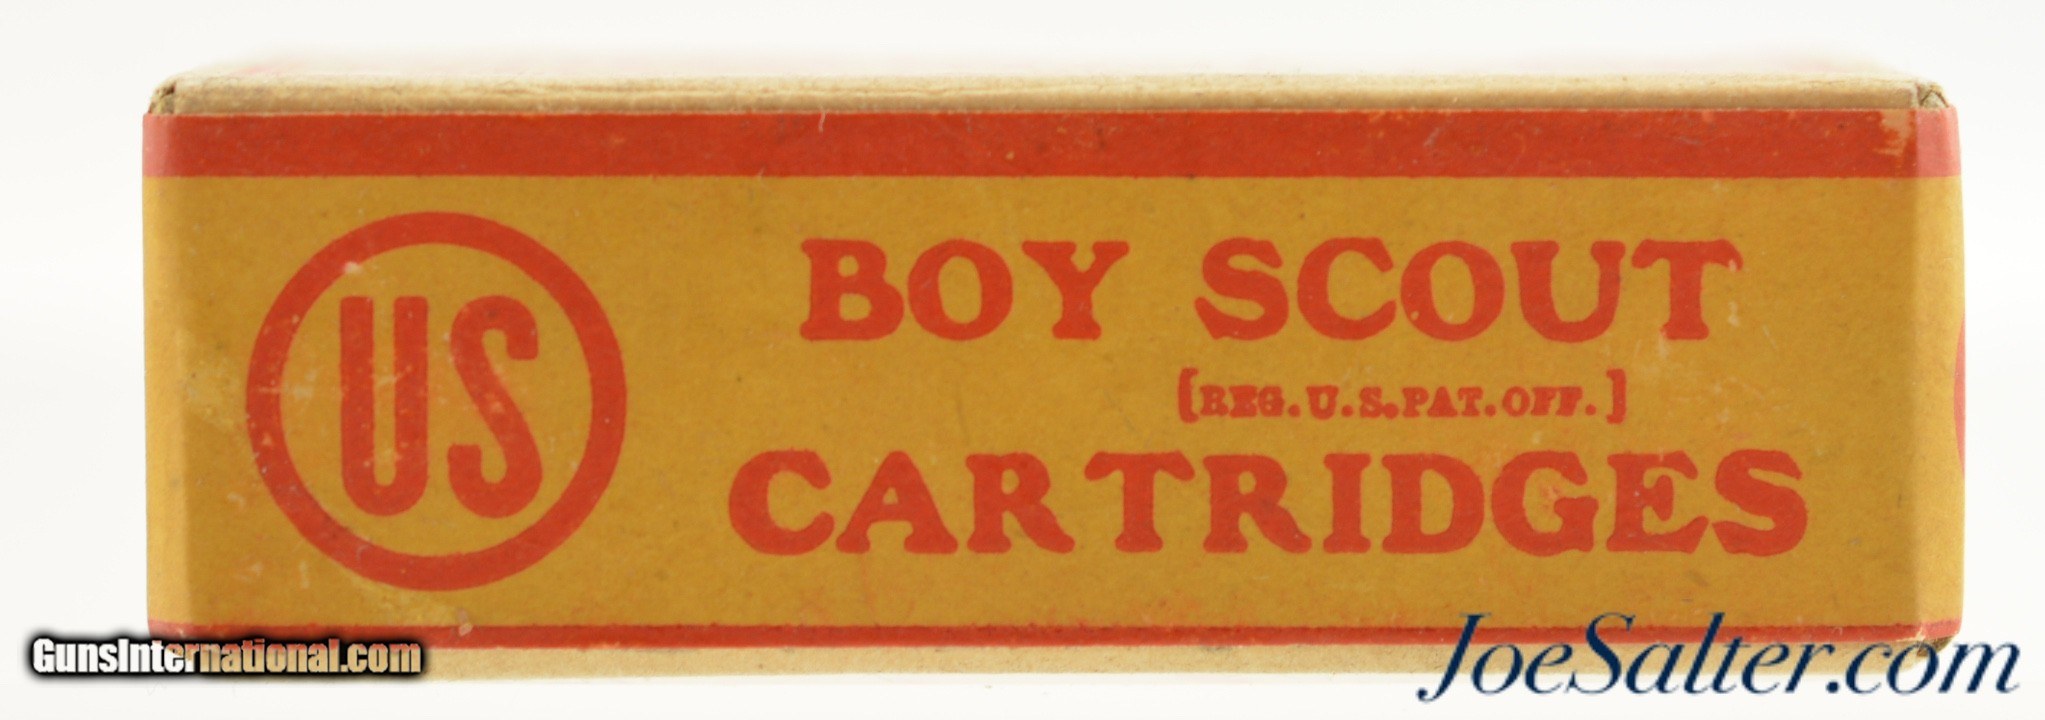 US
BOY SCOUT
[REG.U.S.PAT.OFF.]
CARTRIDGES
GunsInternational.com
JoeSalter.com